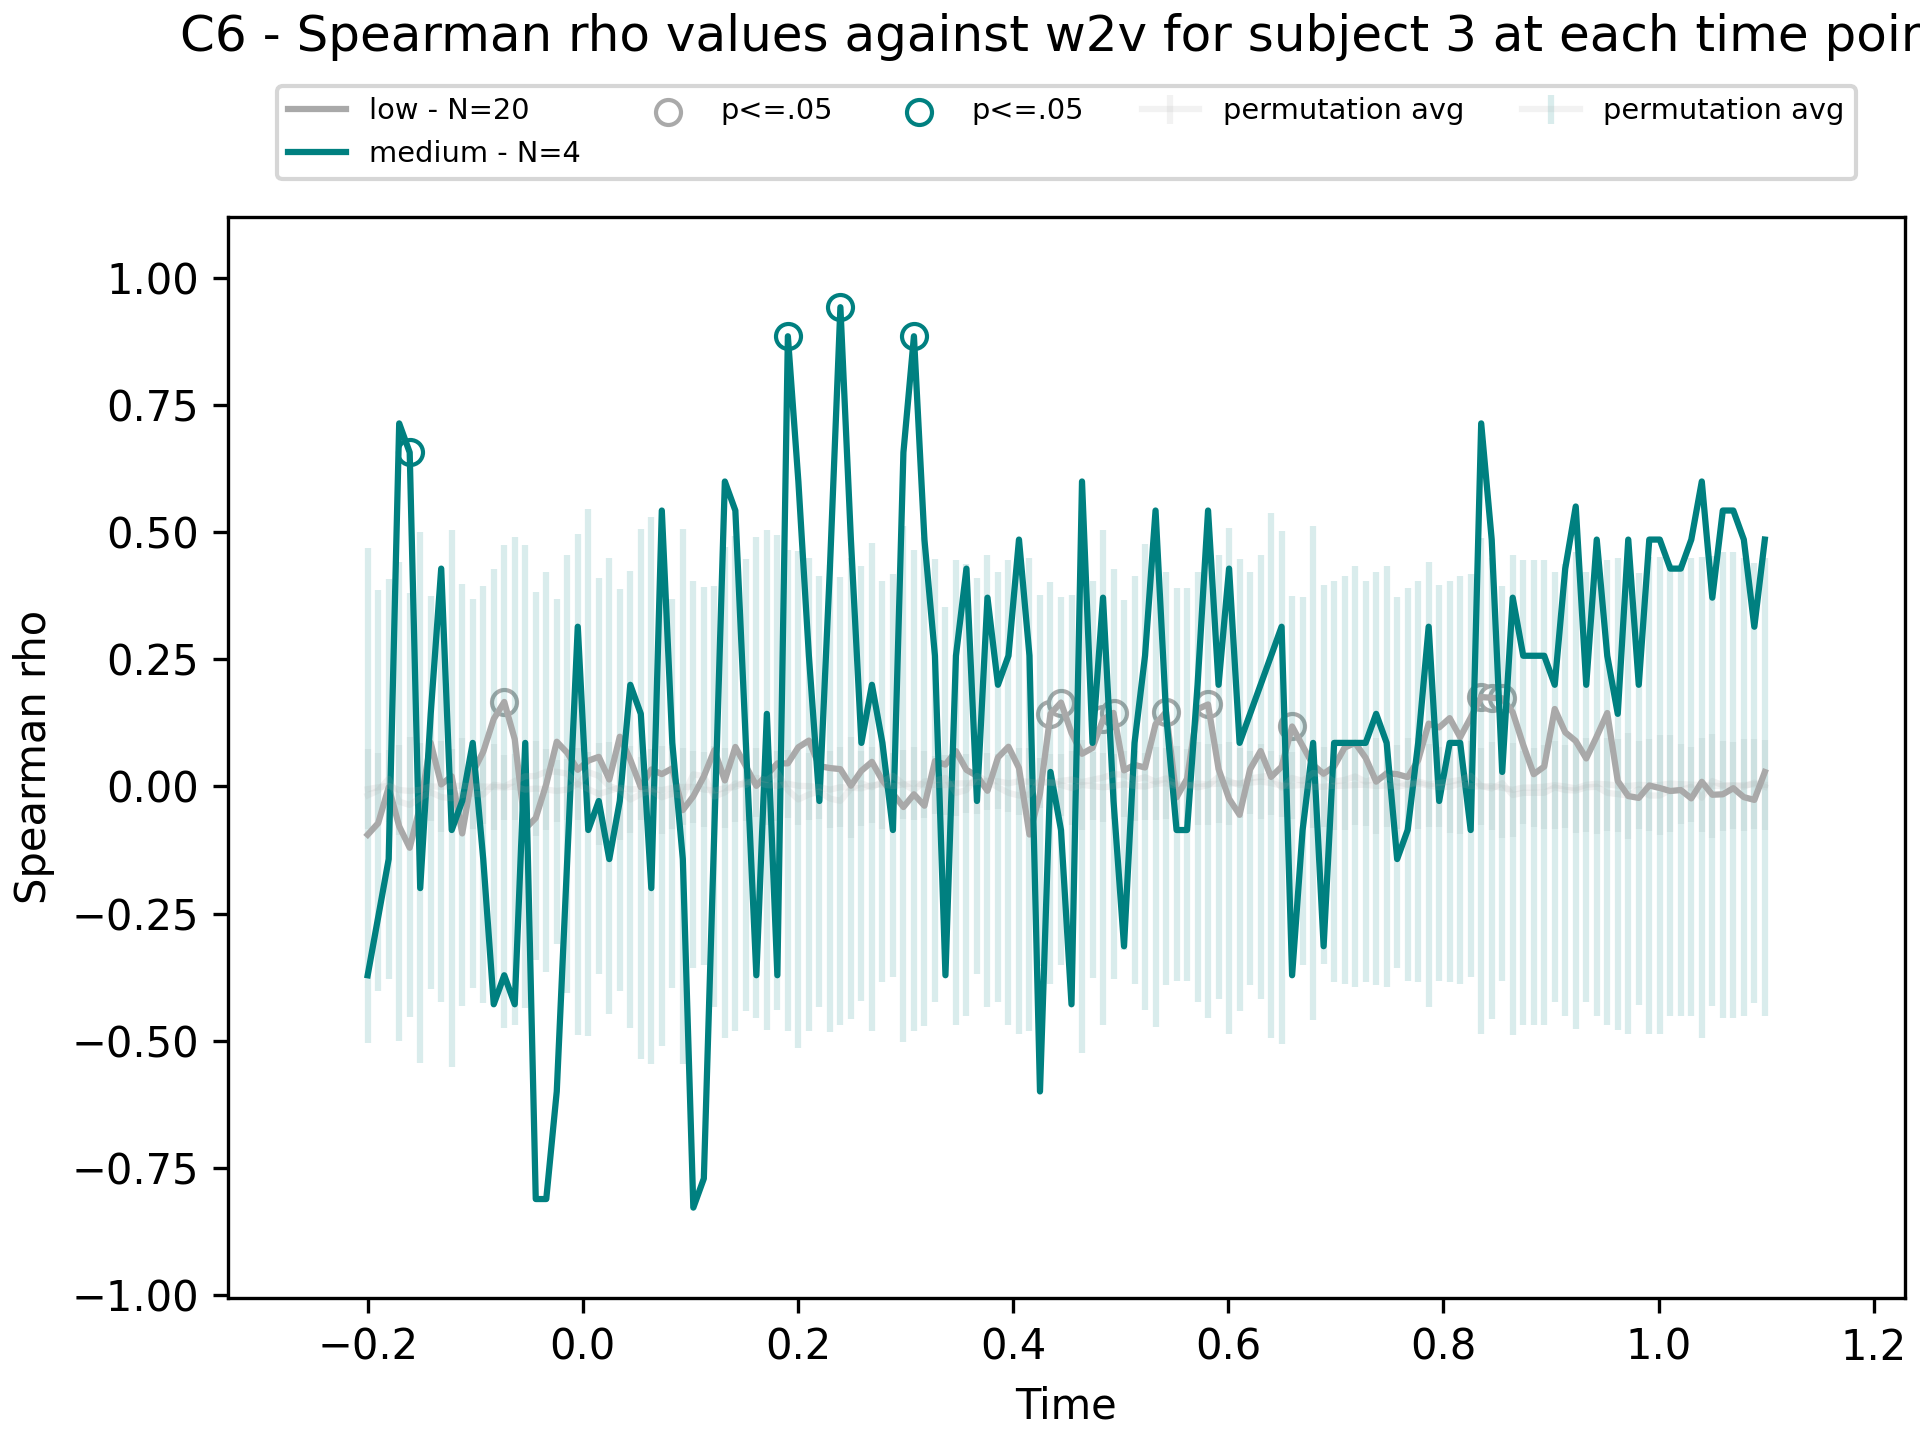 C6 - Spearman rho values against w2v for subject 3 at each time poin
low - N=20
medium - N=4
p<=.05
p<=.05
permutation avg
permutation avg
Spearman rho
1.00
0.75
0.50
0.25
0.00
−0.25
−0.50
−0.75
−1.00
−0.2
0.0
0.2
0.4
0.6
0.8
1.0
1.2
Time